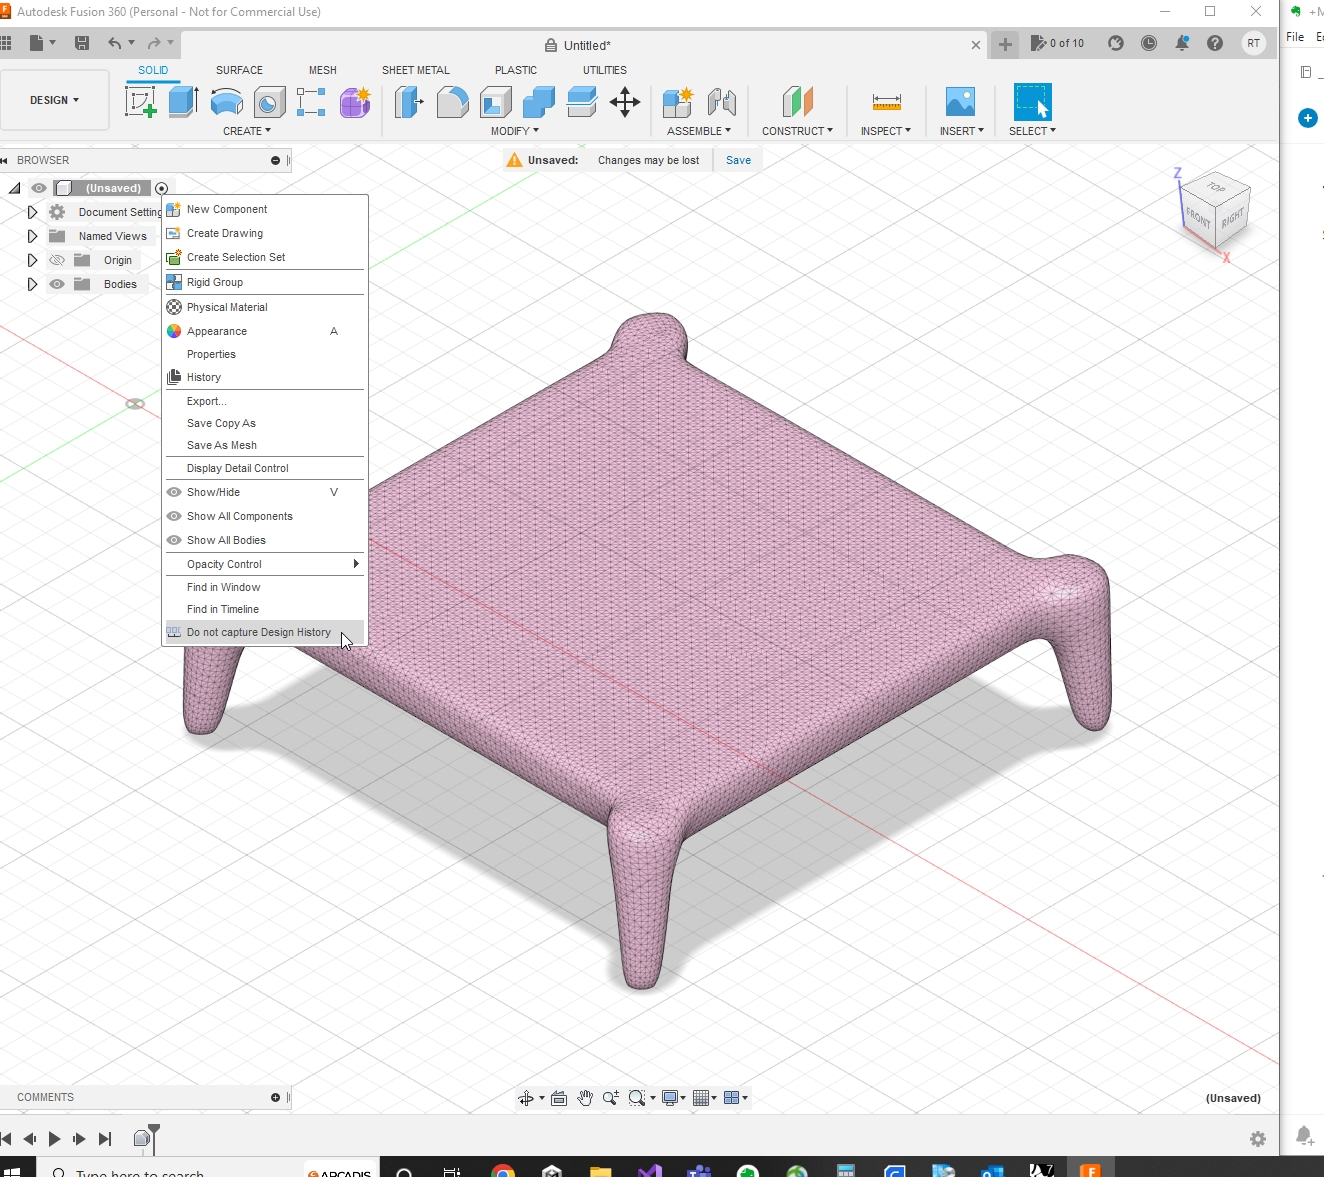 Autodesk Fusion 360 (Personal - Not for Commercial Use)
+M
File
Untitled*
0 of 10
RT
DESIGN
SOLID
SURFACE
MESH
SHEET METAL
PLASTIC
UTILITIES
CREATE
MODIFY
ASSEMBLE
CONSTRUCT
INSPECT
INSERT
SELECT
BROWSER
Unsaved: Changes may be lost
Save
(Unsaved)
Document Setting
Named Views
Origin
Bodies
New Component
Create Drawing
Create Selection Set
Rigid Group
Physical Material
Appearance A
Properties
History
Export...
Save Copy As
Save As Mesh
Display Detail Control
Show/Hide V
Show All Components
Show All Bodies
Opacity Control
Find in Window
Find in Timeline
Do not capture Design History
Z
TOP
FRONT
RIGHT
X
COMMENTS
(Unsaved)
Type here to search
ARCADIS